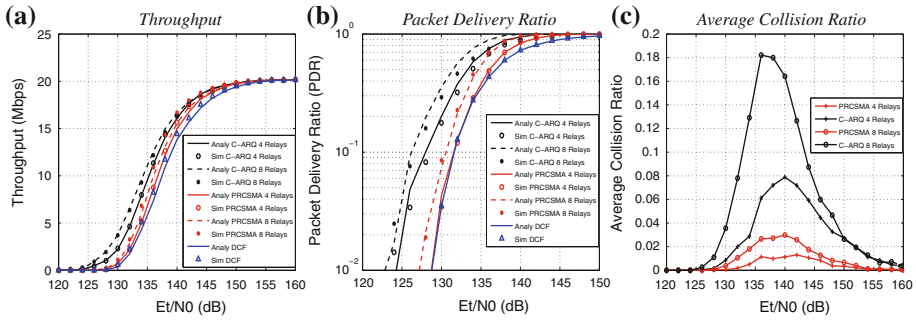 (a) Throughput
Throughput (Mbps)
25
20
15
10
5
0
120 125 130 135 140 145 150 155 160
Et/N0 (dB)
Analy C−ARQ 4 Relays
Sim C−ARQ 4 Relays
Analy C−ARQ 8 Relays
Sim C−ARQ 8 Relays
Analy PRCSMA 4 Relays
Sim PRCSMA 4 Relays
Analy PRCSMA 8 Relays
Sim PRCSMA 8 Relays
Analy DCF
Sim DCF
(b) Packet Delivery Ratio
Packet Delivery Ratio (PDR)
10^0
10^−1
10^−2
120 125 130 135 140 145 150
Et/N0 (dB)
Analy C−ARQ 4 Relays
Sim C−ARQ 4 Relays
Analy C−ARQ 8 Relays
Sim C−ARQ 8 Relays
Analy PRCSMA 4 Relays
Sim PRCSMA 4 Relays
Analy PRCSMA 8 Relays
Sim PRCSMA 8 Relays
Analy DCF
Sim DCF
(c) Average Collision Ratio
Average Collision Ratio
0.2
0.18
0.16
0.14
0.12
0.1
0.08
0.06
0.04
0.02
0
120 125 130 135 140 145 150 155 160
Et/N0 (dB)
PRCSMA 4 Relays
C−ARQ 4 Relays
PRCSMA 8 Relays
C−ARQ 8 Relays